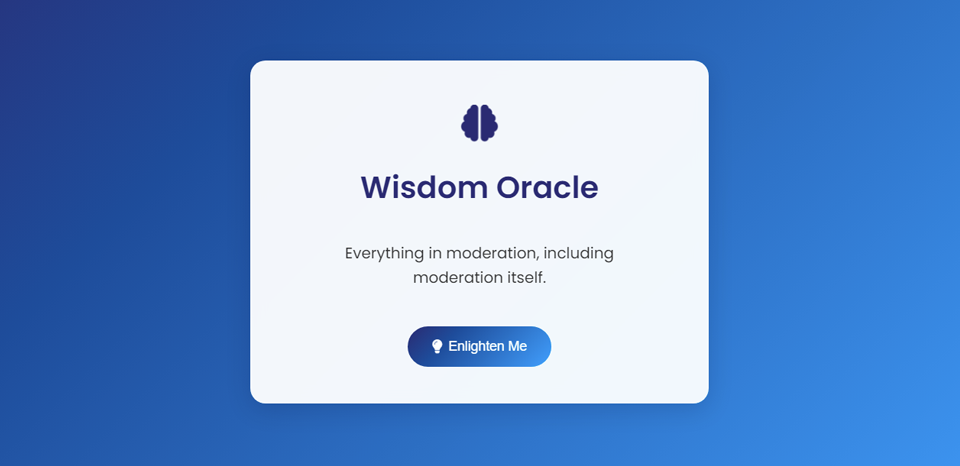 Wisdom Oracle
Everything in moderation, including
moderation itself.
Enlighten Me